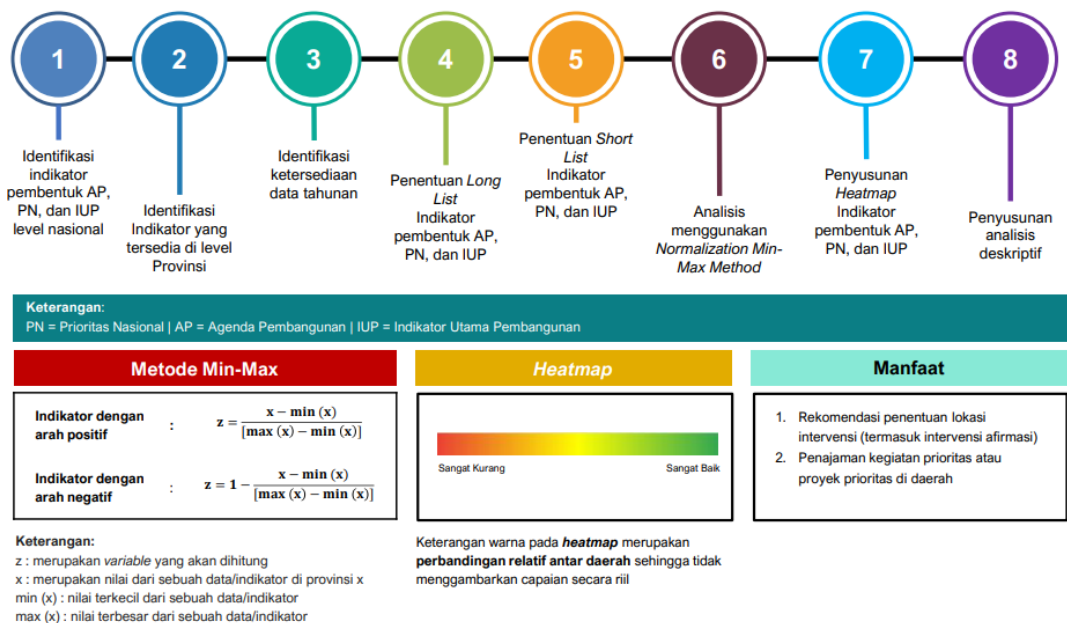 1
2
3
4
5
6
7
8
Identifikasi
indikator
pembentuk AP,
PN, dan IUP
level nasional
Identifikasi
Indikator yang
tersedia di level
Provinsi
Identifikasi
ketersediaan
data tahunan
Penentuan Long
List
Indikator
pembentuk AP,
PN, dan IUP
Penentuan Short
List
Indikator
pembentuk AP,
PN, dan IUP
Analisis
menggunakan
Normalization Min-
Max Method
Penyusunan
Heatmap
Indikator
pembentuk AP,
PN, dan IUP
Penyusunan
analisis
deskriptif
Keterangan:
PN = Prioritas Nasional | AP = Agenda Pembangunan | IUP = Indikator Utama Pembangunan
Metode Min-Max
Indikator dengan
arah positif : z = x − min (x) / [max (x) − min (x)]
Indikator dengan
arah negatif : z = 1 − x − min (x) / [max (x) − min (x)]
Keterangan:
z : merupakan variable yang akan dihitung
x : merupakan nilai dari sebuah data/indikator di provinsi x
min (x) : nilai terkecil dari sebuah data/indikator
max (x) : nilai terbesar dari sebuah data/indikator
Heatmap
Sangat Kurang Sangat Baik
Keterangan warna pada heatmap merupakan
perbandingan relatif antar daerah sehingga tidak
menggambarkan capaian secara riil
Manfaat
1. Rekomendasi penentuan lokasi
intervensi (termasuk intervensi afirmasi)
2. Penajaman kegiatan prioritas atau
proyek prioritas di daerah